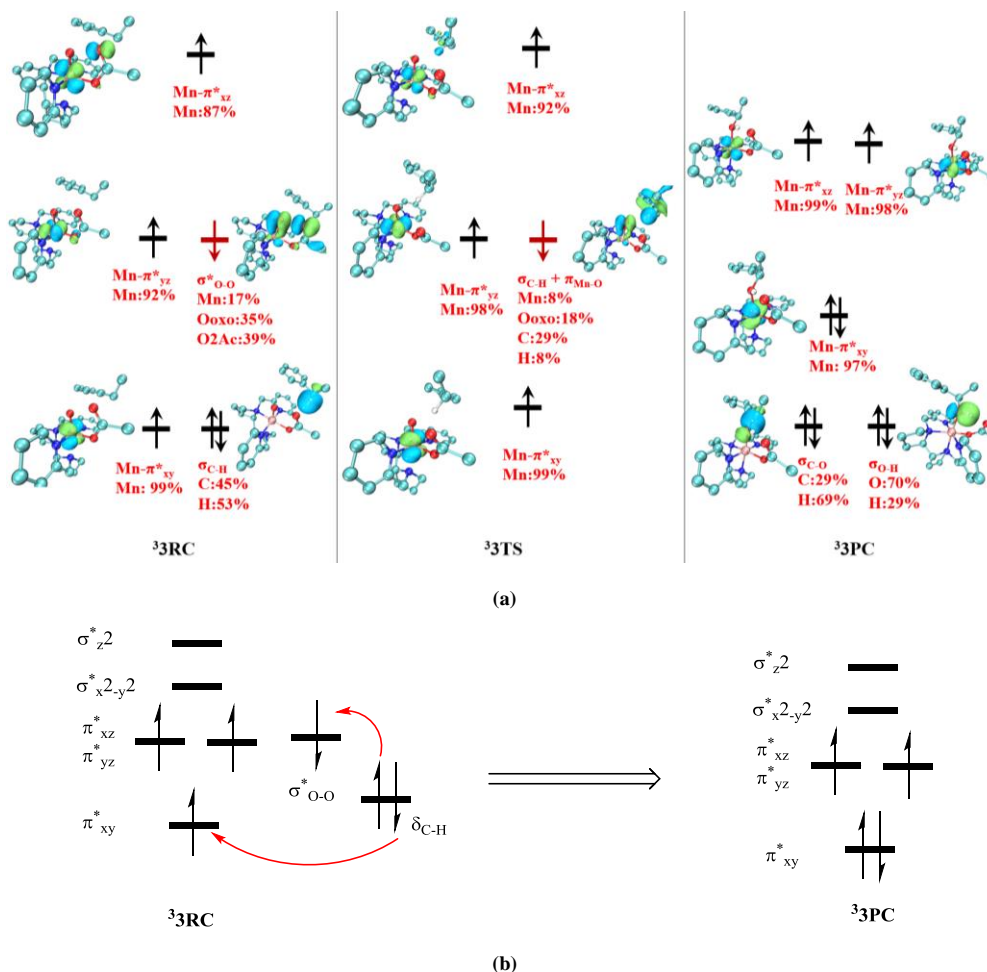 Mn-π*xz
Mn:87%
Mn-π*yz
Mn:92%
σ*O-O
Mn:17%
Ooxo:35%
O2Ac:39%
Mn-π*xy
Mn: 99%
σC-H
C:45%
H:53%
³3RC
Mn-π*xz
Mn:92%
Mn-π*yz
Mn:98%
σC-H + πMn-O
Mn:8%
Ooxo:18%
C:29%
H:8%
Mn-π*xy
Mn:99%
³3TS
Mn-π*xz
Mn:99%
Mn-π*yz
Mn:98%
Mn-π*xy
Mn: 97%
σC-O
C:29%
H:69%
σO-H
O:70%
H:29%
³3PC
(a)
σ*z2
σ*x2-y2
π*xz
π*yz
σ*O-O
δC-H
π*xy
³3RC
σ*z2
σ*x2-y2
π*xz
π*yz
π*xy
³3PC
(b)